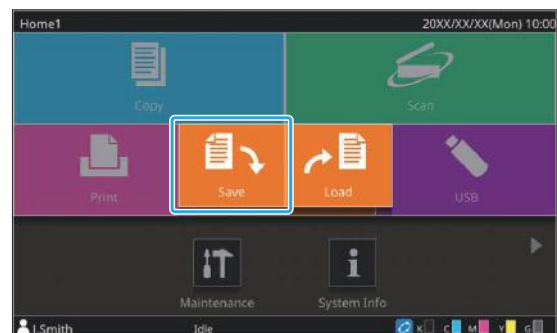 Home1 20XX/XX/XX(Mon) 10:00
Copy Scan
Print Save Load USB
Maintenance System Info
J.Smith Idle K C M Y G